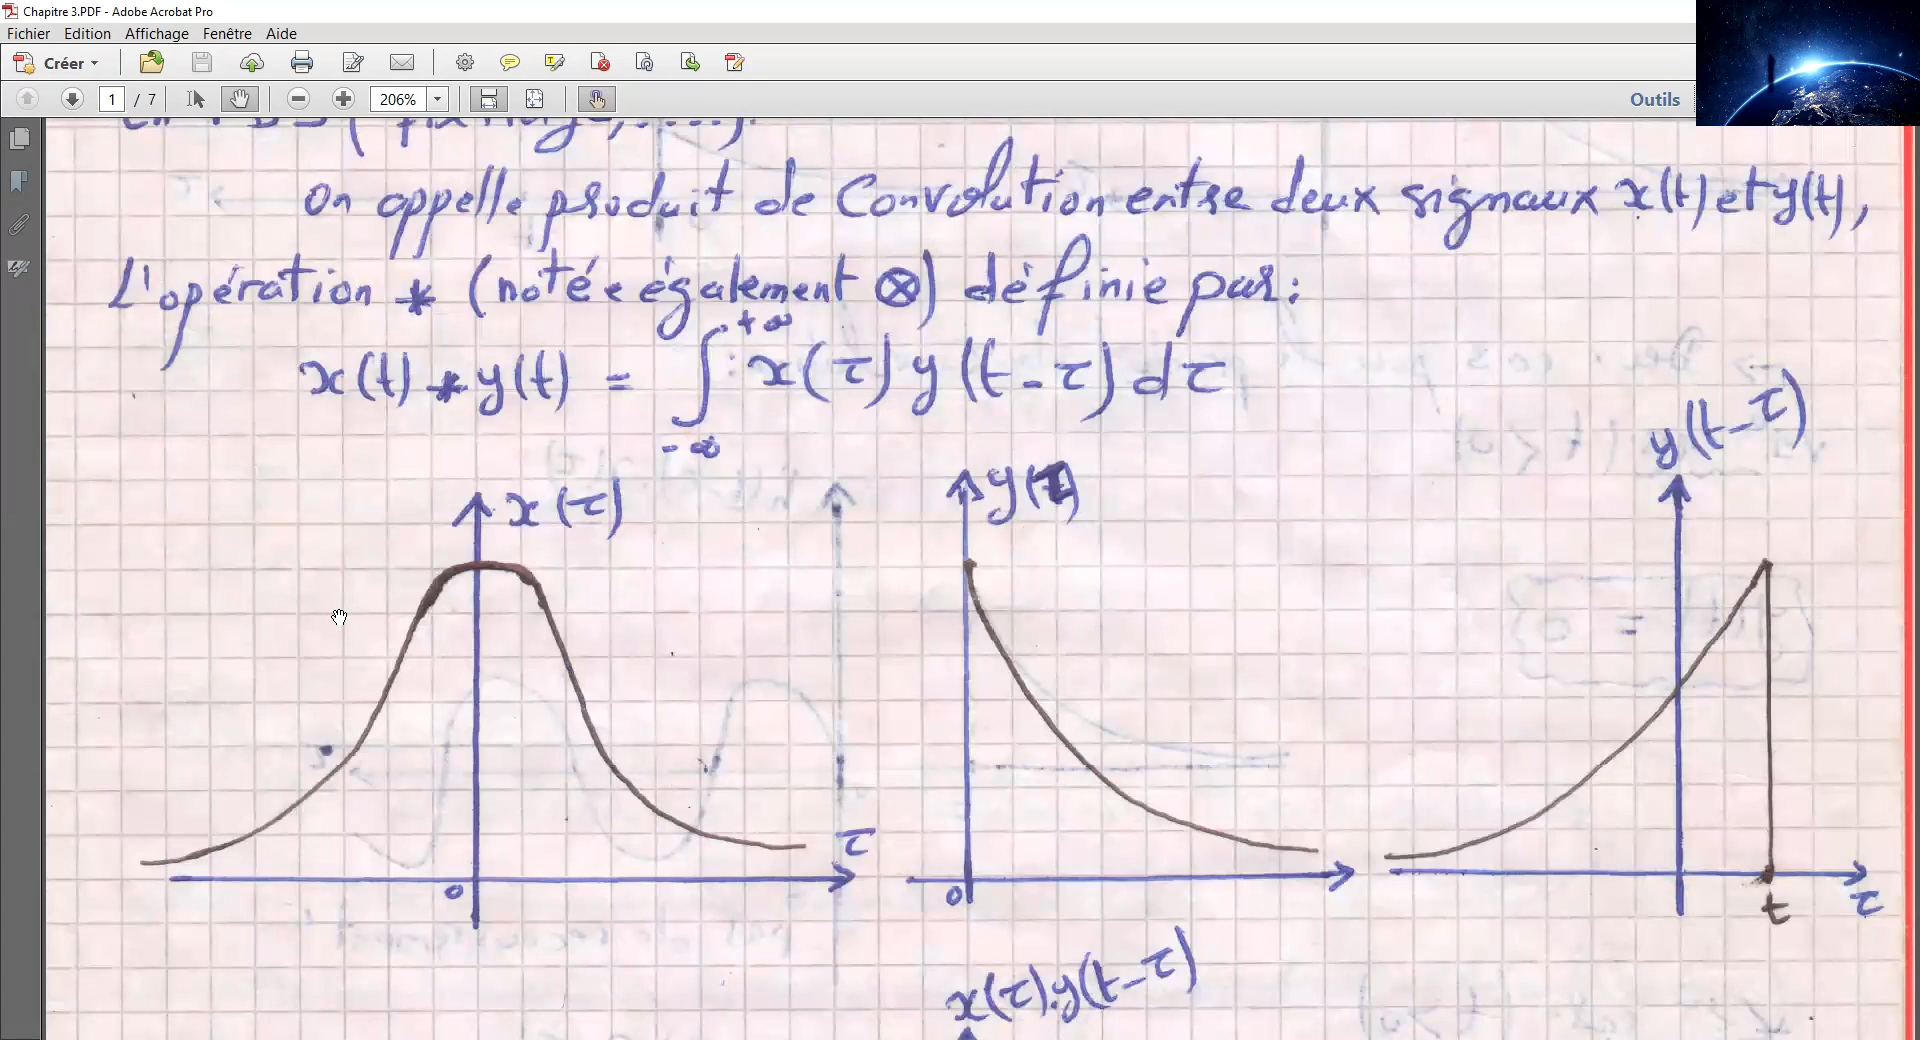 Chapitre 3.PDF - Adobe Acrobat Pro
Fichier Edition Affichage Fenêtre Aide
Créer
1 / 7 206% Outils
on appelle produit de Convolution entre deux signaux x(t) et y(t),
L'opération * (notée également ⊗) définie par:
x(t) * y(t) = ∫_{-∞}^{+∞} x(τ) y(t-τ) dτ
y(t-τ)
x(τ) y(τ)
τ
0 0 t τ
x(τ).y(t-τ)